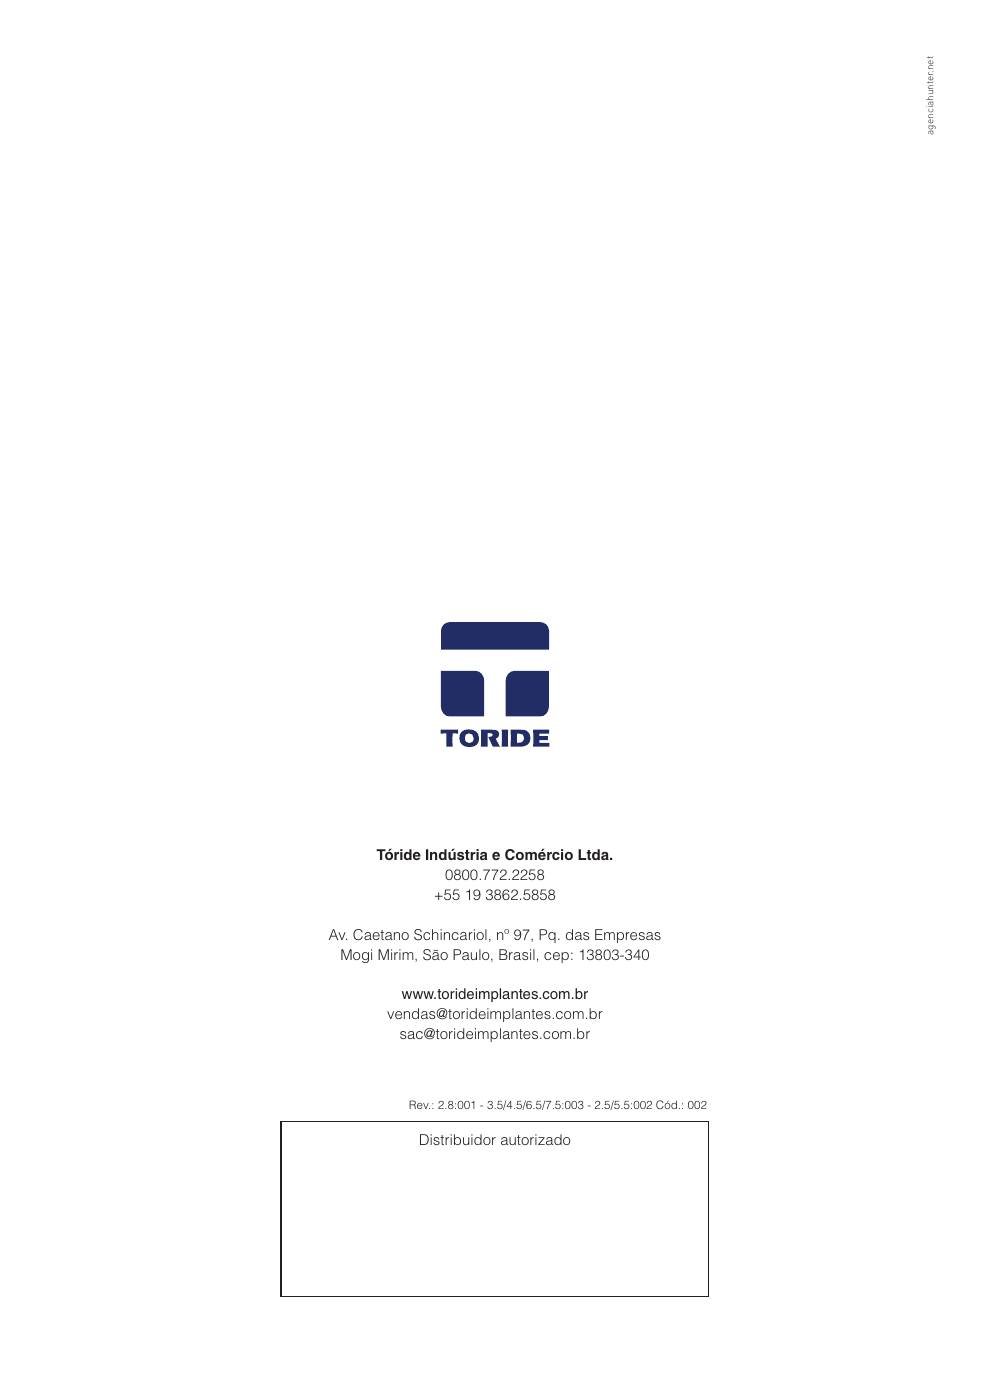 agenciahunter.net
TORIDE
Tóride Indústria e Comércio Ltda.
0800.772.2258
+55 19 3862.5858
Av. Caetano Schincariol, nº 97, Pq. das Empresas
Mogi Mirim, São Paulo, Brasil, cep: 13803-340
www.torideimplantes.com.br
vendas@torideimplantes.com.br
sac@torideimplantes.com.br
Rev.: 2.8:001 - 3.5/4.5/6.5/7.5:003 - 2.5/5.5:002 Cód.: 002
Distribuidor autorizado